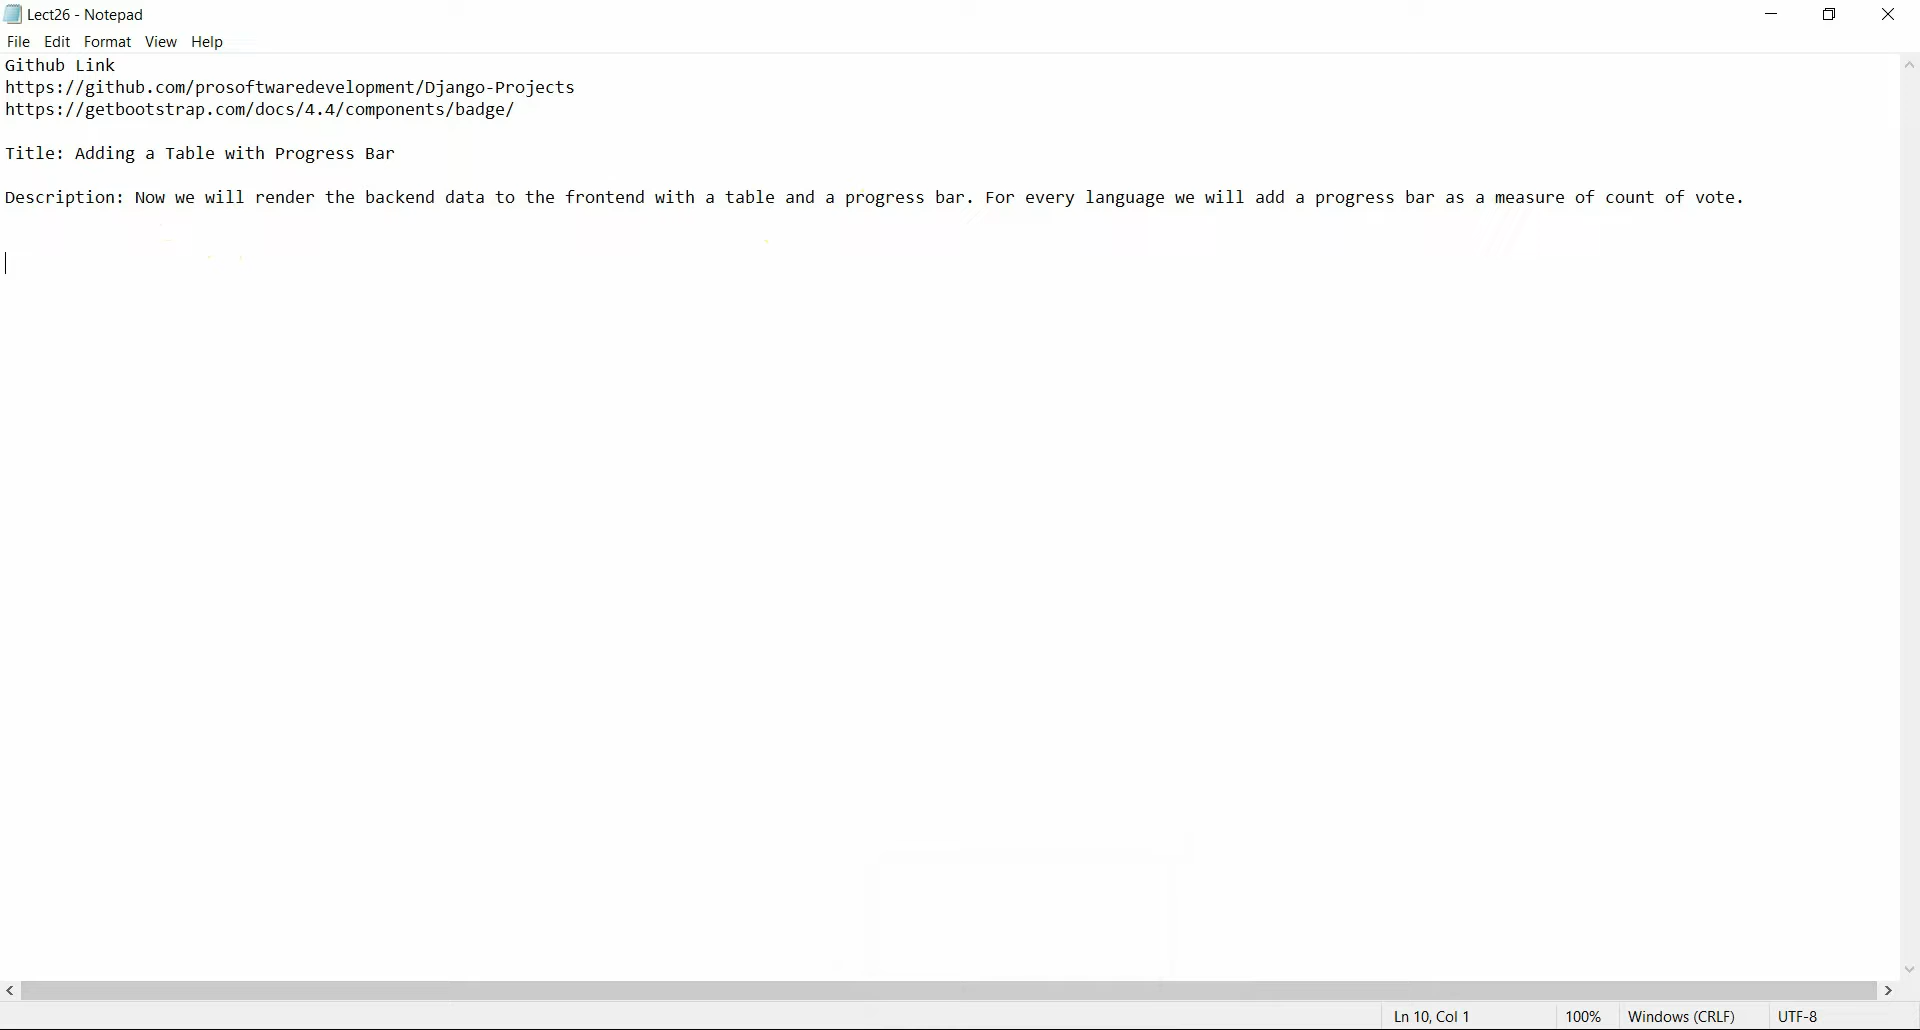 Lect26 - Notepad
File Edit Format View Help
Github Link
https://github.com/prosoftwaredevelopment/Django-Projects
https://getbootstrap.com/docs/4.4/components/badge/
Title: Adding a Table with Progress Bar
Description: Now we will render the backend data to the frontend with a table and a progress bar. For every language we will add a progress bar as a measure of count of vote.
Ln 10, Col 1 100% Windows (CRLF) UTF-8